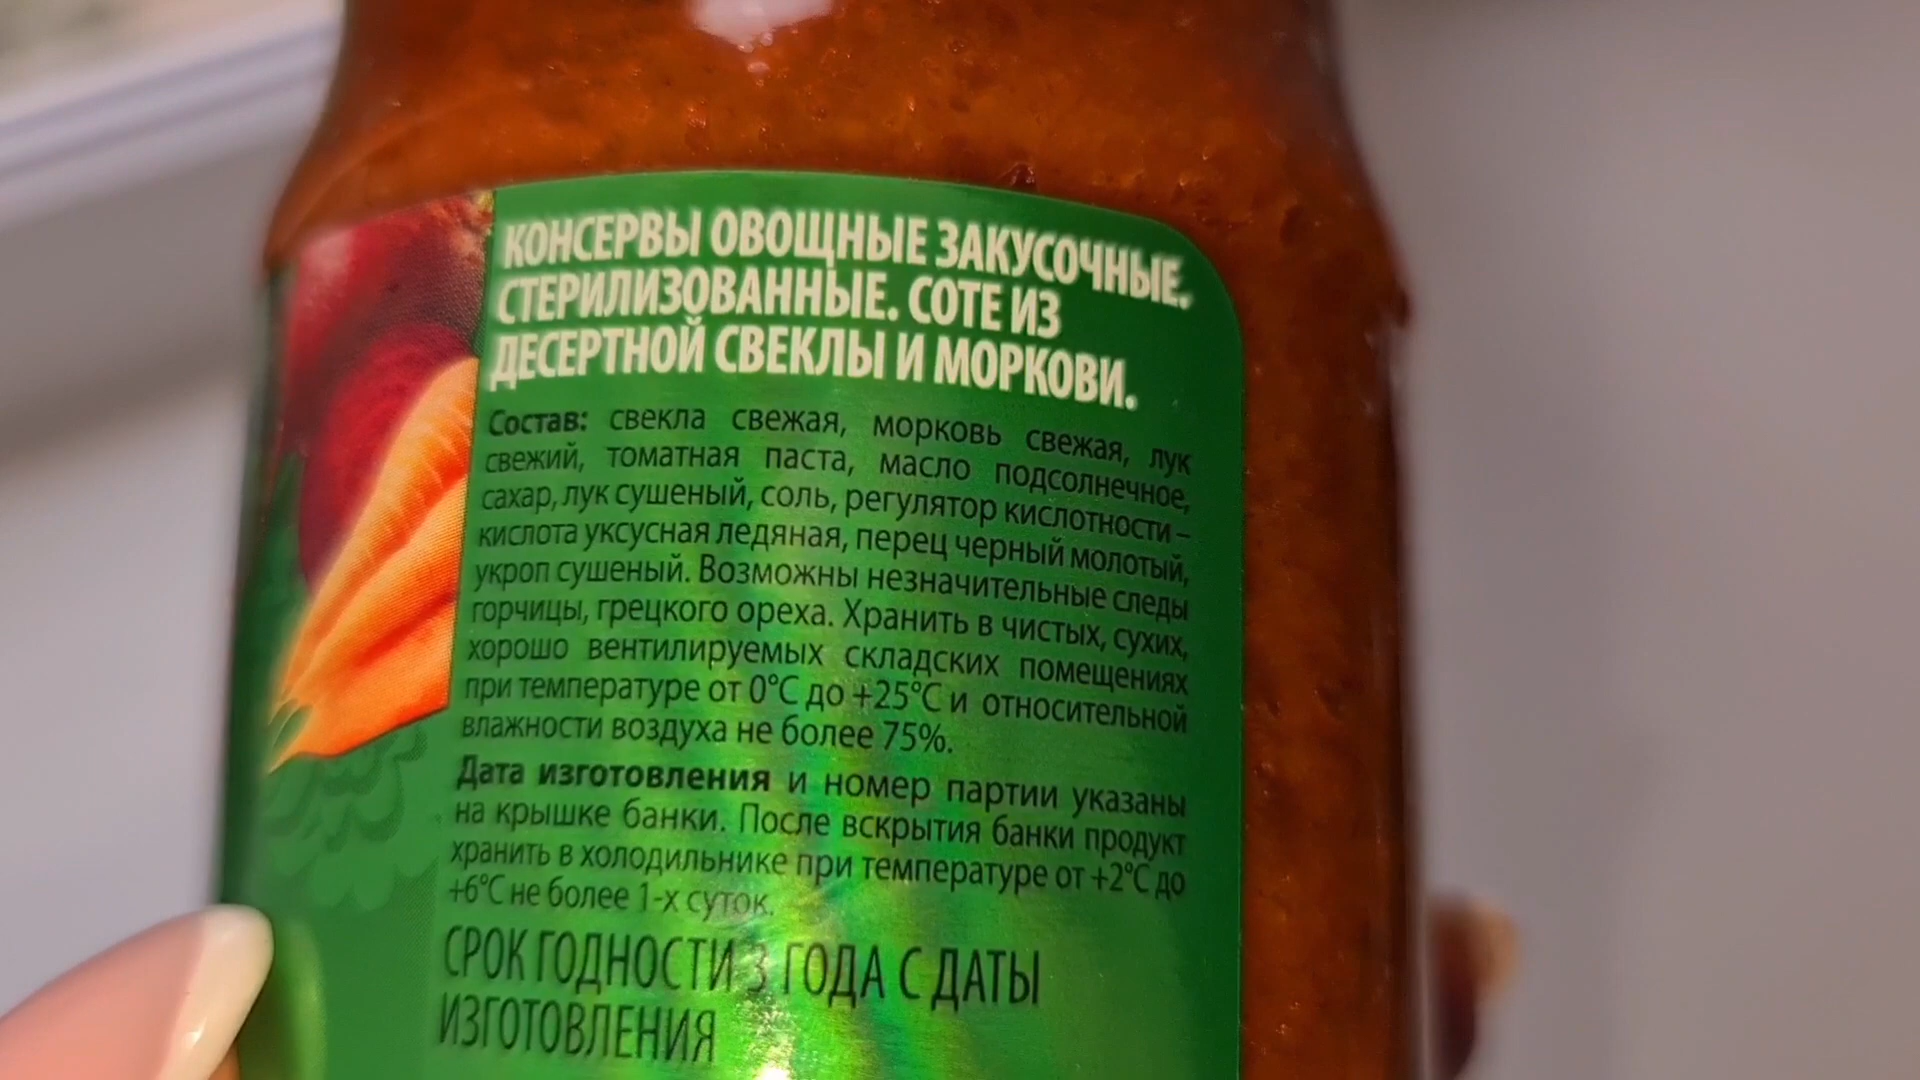 КОНСЕРВЫ ОВОЩНЫЕ ЗАКУСОЧНЫЕ.
СТЕРИЛИЗОВАННЫЕ. СОТЕ ИЗ
ДЕСЕРТНОЙ СВЕКЛЫ И МОРКОВИ.
Состав: свекла свежая, морковь свежая, лук
свежий, томатная паста, масло подсолнечное,
сахар, лук сушеный, соль, регулятор кислотности –
кислота уксусная ледяная, перец черный молотый,
укроп сушеный. Возможны незначительные следы
горчицы, грецкого ореха. Хранить в чистых, сухих,
хорошо вентилируемых складских помещениях
при температуре от 0°С до +25°С и относительной
влажности воздуха не более 75%.
Дата изготовления и номер партии указаны
на крышке банки. После вскрытия банки продукт
хранить в холодильнике при температуре от +2°С до
+6°С не более 1-х суток.
СРОК ГОДНОСТИ 3 ГОДА С ДАТЫ
ИЗГОТОВЛЕНИЯ